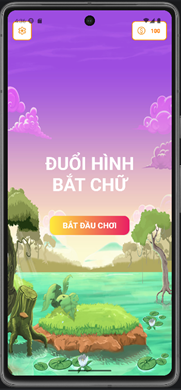 100
ĐUỔI HÌNH
BẮT CHỮ
BẮT ĐẦU CHƠI